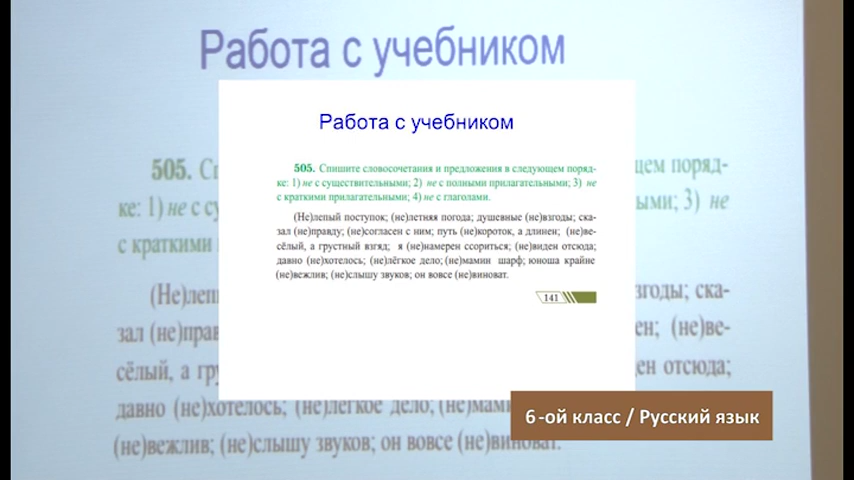 Работа с учебником
Работа с учебником
505. Спишите словосочетания и предложения в следующем поряд-
ке: 1) не с существительными; 2) не с полными прилагательными; 3) не
с краткими прилагательными; 4) не с глаголами.
(Не)лепый поступок; (не)летняя погода; душевные (не)взгоды; ска-
зал (не)правду; (не)согласен с ним; путь (не)короток, а длинен; (не)ве-
сёлый, а грустный взгяд; я (не)намерен ссориться; (не)виден отсюда;
давно (не)хотелось; (не)лёгкое дело; (не)мамин шарф; юноша крайне
(не)вежлив; (не)слышу звуков; он вовсе (не)виноват.
141
505. Сп
щем поряд-
ке: 1) не с су
ными; 3) не
с краткими
(Не)леп
згоды; ска-
зал (не)прав
ен; (не)ве-
сёлый, а гру
ен отсюда;
давно (не)хотелось; (не)лёгкое дело; (не)мами
(не)вежлив; (не)слышу звуков; он вовсе (не)виноват.
6-ой класс / Русский язык